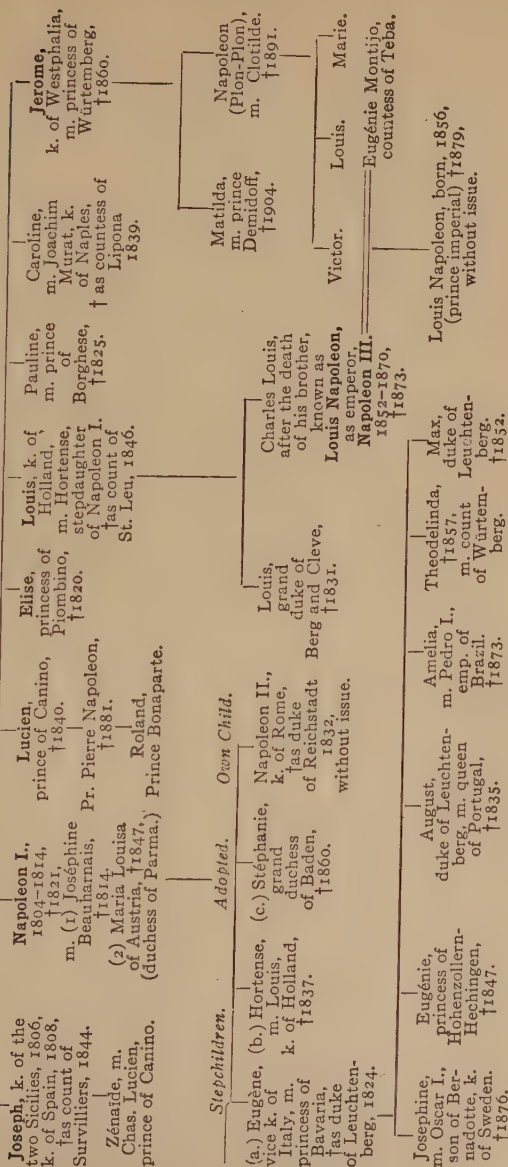 Joseph, k. of the
two Sicilies, 1806,
k. of Spain, 1808,
†as count of
Survilliers, 1844.
Zénaïde, m.
Chas. Lucien,
prince of Canino.
Napoleon I.,
1804-1814,
†1821,
m. (1) Joséphine
Beauharnais,
†1814.
(2) Maria Louisa
of Austria, †1847,
(duchess of Parma.)
Lucien,
prince of Canino,
†1840.
Pr. Pierre Napoleon,
†1881.
Roland,
Prince Bonaparte.
Elise,
princess of
Piombino,
†1820.
Louis, k. of
Holland,
m. Hortense,
stepdaughter
of Napoleon I.
†as count of
St. Leu, 1846.
Pauline,
m. prince
of
Borghese,
†1825.
Caroline,
m. Joachim
Murat, k.
of Naples,
† as countess of
Lipona
1839.
Jerome,
k. of Westphalia,
m. princess of
Würtemberg,
†1860.
Stepchildren.
Adopted.
Own Child.
(a.) Eugène,
vice k. of
Italy, m.
princess of
Bavaria,
†as duke
of Leuchten-
berg, 1824.
(b.) Hortense,
m. Louis,
k. of Holland,
†1837.
(c.) Stéphanie,
grand
duchess
of Baden,
†1860.
Napoleon II.,
k. of Rome,
†as duke
of Reichstadt
1832,
without issue.
Louis,
grand
duke of
Berg and Cleve,
†1831.
Charles Louis,
after the death
of his brother,
known as
Louis Napoleon,
as emperor,
Napoleon III.
1852-1870,
†1873.
Eugénie Montijo,
countess of Teba.
Matilda,
m. prince
Demidoff,
†1904.
Napoleon
(Plon-Plon),
m. Clotilde.
†1891.
Victor.
Louis.
Marie.
Louis Napoleon, born, 1856,
(prince imperial) †1879,
without issue.
Josephine,
m. Oscar I.,
son of Ber-
nadotte, k.
of Sweden.
†1876.
Eugénie,
princess of
Hohenzollern-
Hechingen,
†1847.
August,
duke of Leuchten-
berg, m. queen
of Portugal,
†1835.
Amelia,
m. Pedro I.,
emp. of
Brazil.
†1873.
Theodelinda,
†1857,
m. count
of Würtem-
berg.
Max,
duke of
Leuchten-
berg.
†1852.